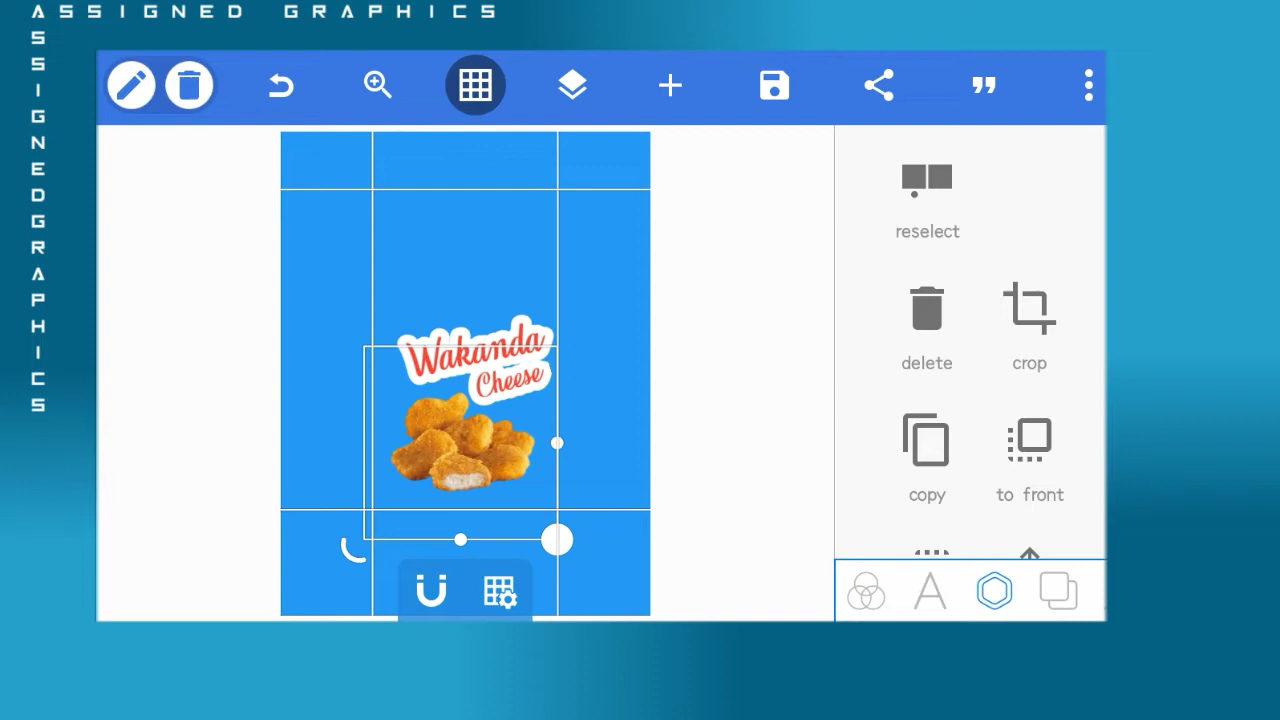 ASSIGNED GRAPHICS
ASSIGNEDGRAPHICS
reselect
Wakanda
Cheese
delete crop
copy to front
A